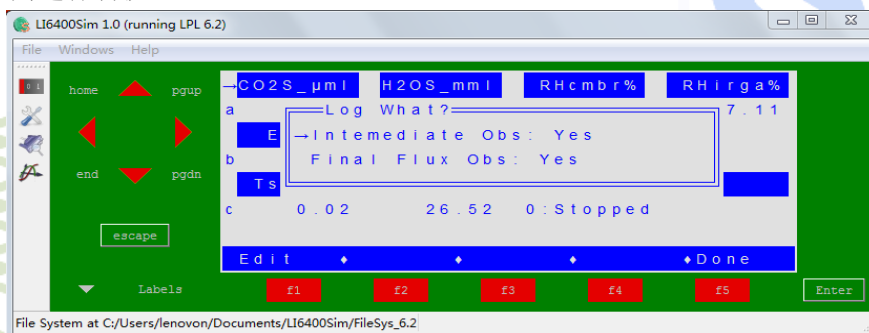 LI6400Sim 1.0 (running LPL 6.2)
File Windows Help
home pgup →CO2S_µml H2OS_mml RHcmbr% RHirga%
a Log What? 7.11
E →Intemediate Obs: Yes
b Final Flux Obs: Yes
end pgdn Ts
c 0.02 26.52 0:Stopped
escape
Edit ♦ ♦ ♦ ♦Done
Labels f1 f2 f3 f4 f5 Enter
File System at C:/Users/lenovon/Documents/LI6400Sim/FileSys_6.2